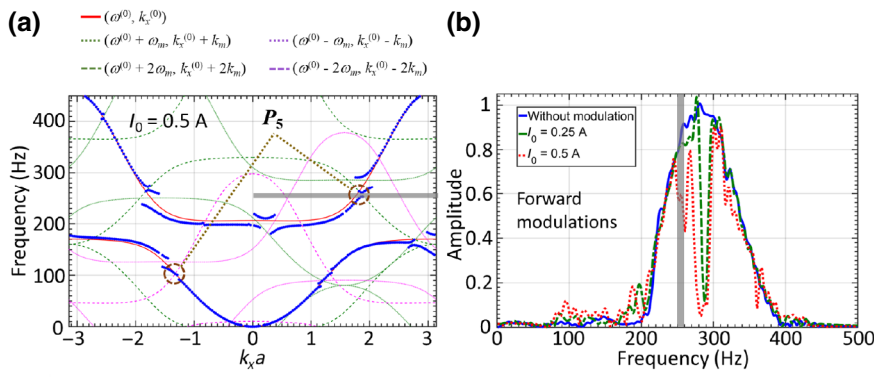 (a)
(ω⁽⁰⁾, kₓ⁽⁰⁾)
(ω⁽⁰⁾ + ωₘ, kₓ⁽⁰⁾ + kₘ)
(ω⁽⁰⁾ - ωₘ, kₓ⁽⁰⁾ - kₘ)
(ω⁽⁰⁾ + 2ωₘ, kₓ⁽⁰⁾ + 2kₘ)
(ω⁽⁰⁾ - 2ωₘ, kₓ⁽⁰⁾ - 2kₘ)
I₀ = 0.5 A
P₅
Frequency (Hz)
400
300
200
100
0
−3 −2 −1 0 1 2 3
kₓa
(b)
Without modulation
I₀ = 0.25 A
I₀ = 0.5 A
Forward
modulations
Amplitude
1
0.8
0.6
0.4
0.2
0
0 100 200 300 400 500
Frequency (Hz)